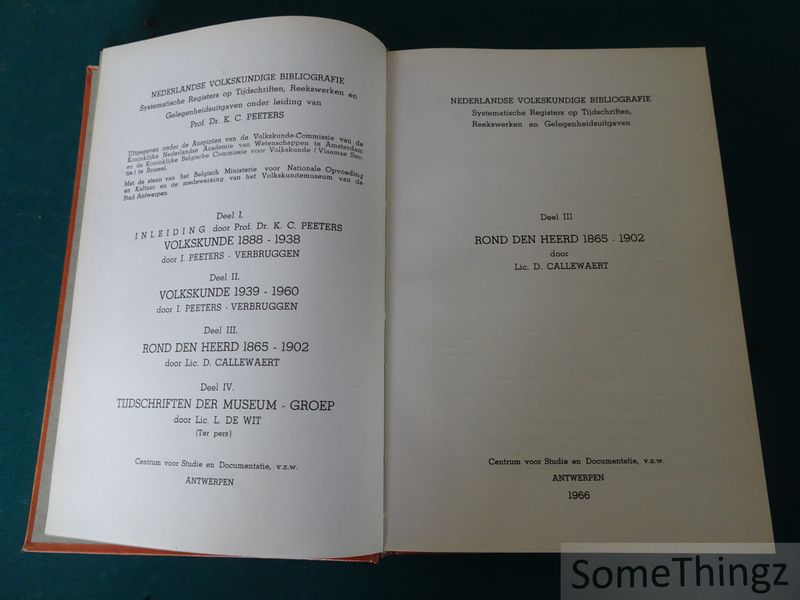 NEDERLANDSE VOLKSKUNDIGE BIBLIOGRAFIE
Systematische Registers op Tijdschriften, Reekswerken en
Gelegenheidsuitgaven onder leiding van
Prof. Dr. K. C. PEETERS
Uitgegeven onder de Auspicien van de Volkskunde-Commissie van de
Koninklijke Nederlandse Academie van Wetenschappen te Amsterdam
en de Koninklijke Belgische Commissie voor Volkskunde (Vlaamse Sec-
tie) te Brussel.
Met de steun van het Belgisch Ministerie voor Nationale Opvoeding
en Kultuur en de medewerking van het Volkskundemuseum van de
Stad Antwerpen.
Deel I.
INLEIDING door Prof. Dr. K. C. PEETERS
VOLKSKUNDE 1888 - 1938
door I. PEETERS - VERBRUGGEN
Deel II.
VOLKSKUNDE 1939 - 1960
door I. PEETERS - VERBRUGGEN
Deel III.
ROND DEN HEERD 1865 - 1902
door Lic. D. CALLEWAERT
Deel IV.
TIJDSCHRIFTEN DER MUSEUM - GROEP
door Lic. L. DE WIT
(Ter pers)
Centrum voor Studie en Documentatie, v.z.w.
ANTWERPEN
NEDERLANDSE VOLKSKUNDIGE BIBLIOGRAFIE
Systematische Registers op Tijdschriften,
Reekswerken en Gelegenheidsuitgaven
Deel III
ROND DEN HEERD 1865 - 1902
door
Lic. D. CALLEWAERT
Centrum voor Studie en Documentatie, v.z.w.
ANTWERPEN
1966
SomeThingz